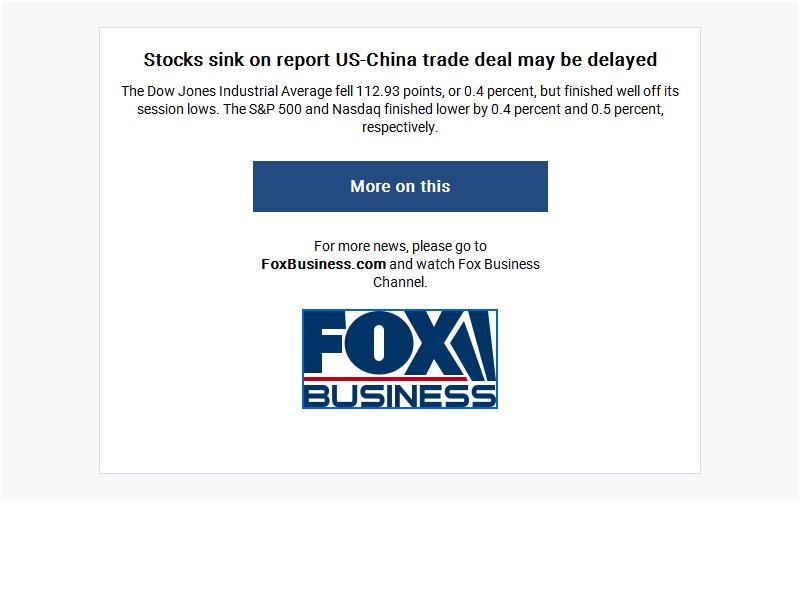 Stocks sink on report US-China trade deal may be delayed
The Dow Jones Industrial Average fell 112.93 points, or 0.4 percent, but finished well off its
session lows. The S&P 500 and Nasdaq finished lower by 0.4 percent and 0.5 percent,
respectively.
More on this
For more news, please go to
FoxBusiness.com and watch Fox Business
Channel.
FOX
BUSINESS